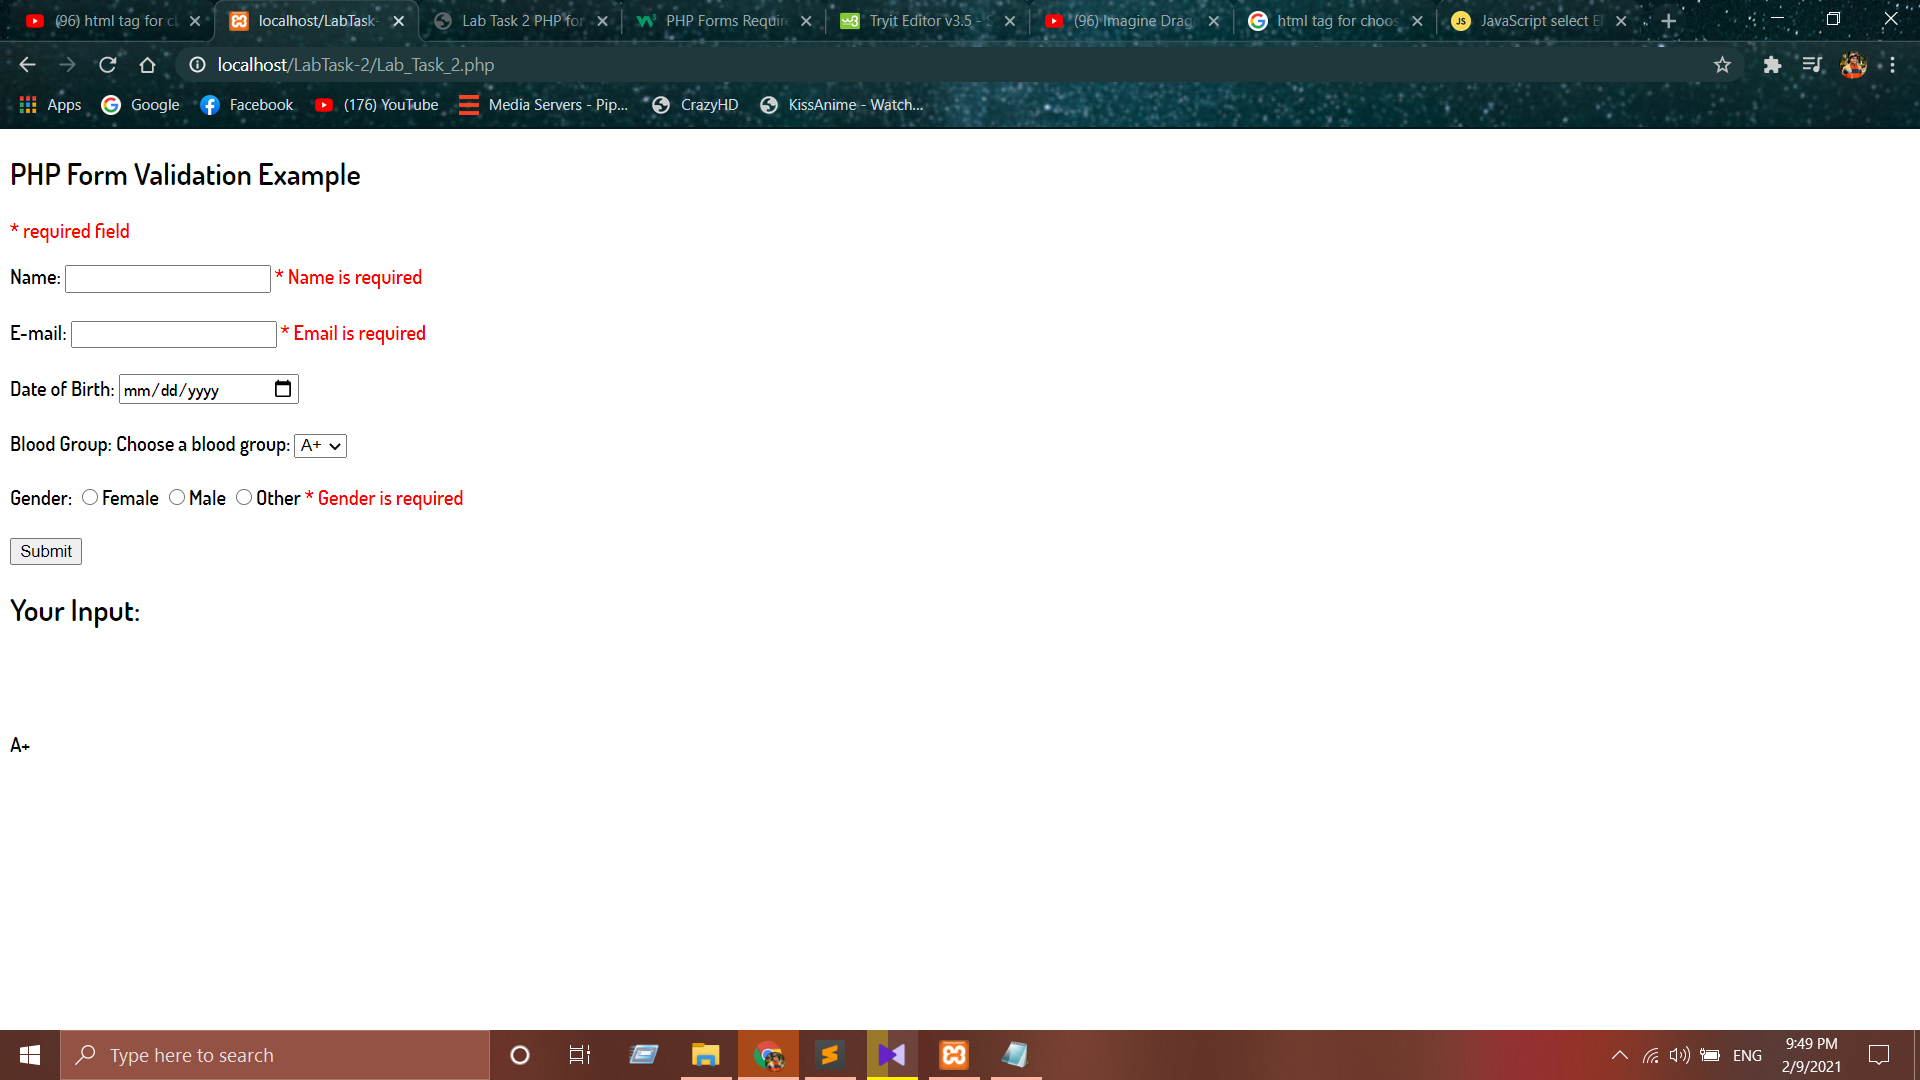 (96) html tag for cl
localhost/LabTask-
Lab Task 2 PHP for
PHP Forms Require
Tryit Editor v3.5 - S
(96) Imagine Drag
html tag for choos
JS JavaScript select El
localhost/LabTask-2/Lab_Task_2.php
Apps Google Facebook (176) YouTube Media Servers - Pip... CrazyHD KissAnime - Watch...
PHP Form Validation Example
* required field
Name: * Name is required
E-mail: * Email is required
Date of Birth: mm/dd/yyyy
Blood Group: Choose a blood group: A+
Gender: Female Male Other * Gender is required
Submit
Your Input:
A+
Type here to search
ENG
9:49 PM
2/9/2021